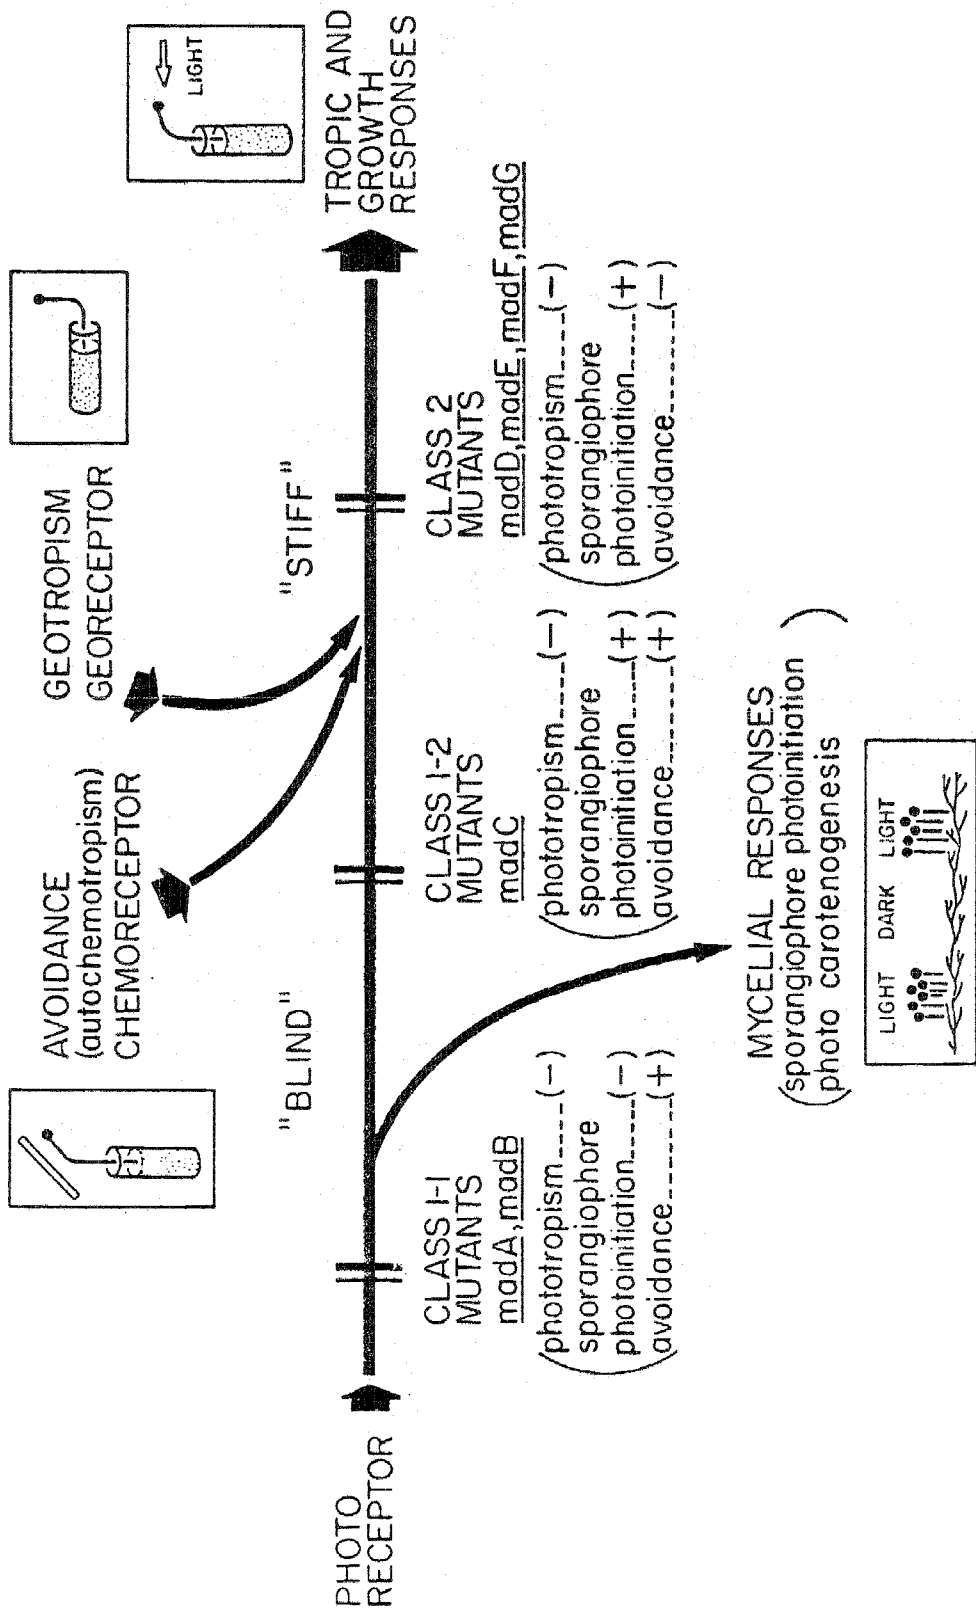 PHOTO
RECEPTOR
AVOIDANCE
(autochemotropism)
CHEMORECEPTOR
GEOTROPISM
GEORECEPTOR
"BLIND"
"STIFF"
LIGHT
TROPIC AND
GROWTH
RESPONSES
CLASS 1-1
MUTANTS
madA, madB
(phototropism----(-)
sporangiophore
photoinitiation----(-)
avoidance-------(+)
CLASS 1-2
MUTANTS
madC
(phototropism----(-)
sporangiophore
photoinitiation----(+)
avoidance-------(+)
CLASS 2
MUTANTS
madD, madE, madF, madG
(phototropism----(-)
sporangiophore
photoinitiation----(+)
avoidance-------(-)
MYCELIAL RESPONSES
(sporangiophore photoinitiation)
photo carotenogenesis
LIGHT DARK LIGHT